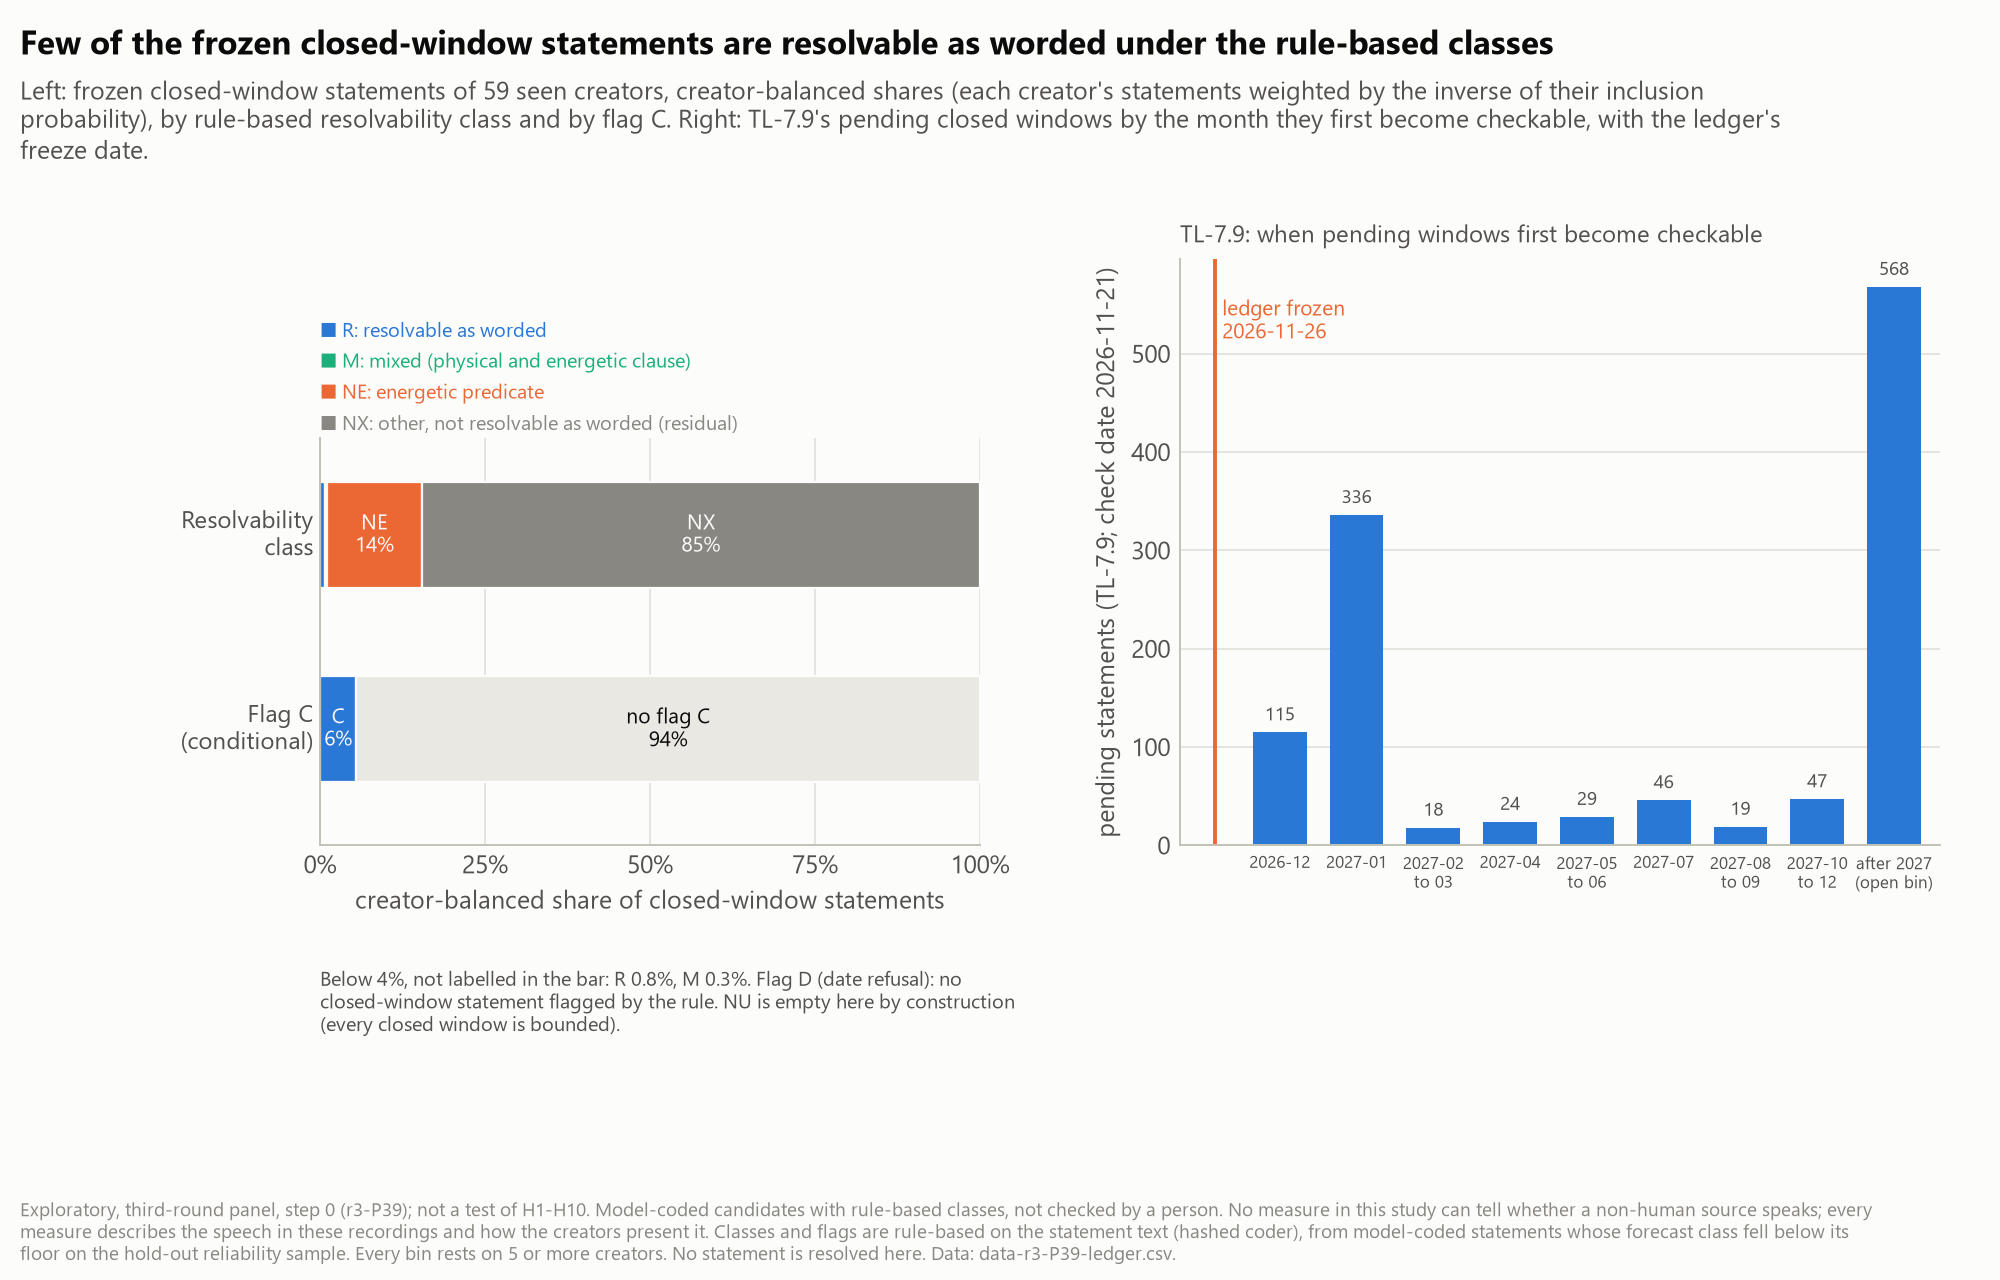 Few of the frozen closed-window statements are resolvable as worded under the rule-based classes
Left: frozen closed-window statements of 59 seen creators, creator-balanced shares (each creator's statements weighted by the inverse of their inclusion
probability), by rule-based resolvability class and by flag C. Right: TL-7.9's pending closed windows by the month they first become checkable, with the ledger's
freeze date.
R: resolvable as worded
M: mixed (physical and energetic clause)
NE: energetic predicate
NX: other, not resolvable as worded (residual)
Resolvability
class
NE
14%
NX
85%
Flag C
(conditional)
C
6%
no flag C
94%
0% 25% 50% 75% 100%
creator-balanced share of closed-window statements
Below 4%, not labelled in the bar: R 0.8%, M 0.3%. Flag D (date refusal): no
closed-window statement flagged by the rule. NU is empty here by construction
(every closed window is bounded).
TL-7.9: when pending windows first become checkable
pending statements (TL-7.9; check date 2026-11-21)
500
400
300
200
100
0
ledger frozen
2026-11-26
115
336
18
24
29
46
19
47
568
2026-12 2027-01 2027-02 2027-04 2027-05 2027-07 2027-08 2027-10 after 2027
to 03 to 06 to 09 to 12 (open bin)
Exploratory, third-round panel, step 0 (r3-P39); not a test of H1-H10. Model-coded candidates with rule-based classes, not checked by a person. No measure in this study can tell whether a non-human source speaks; every
measure describes the speech in these recordings and how the creators present it. Classes and flags are rule-based on the statement text (hashed coder), from model-coded statements whose forecast class fell below its
floor on the hold-out reliability sample. Every bin rests on 5 or more creators. No statement is resolved here. Data: data-r3-P39-ledger.csv.